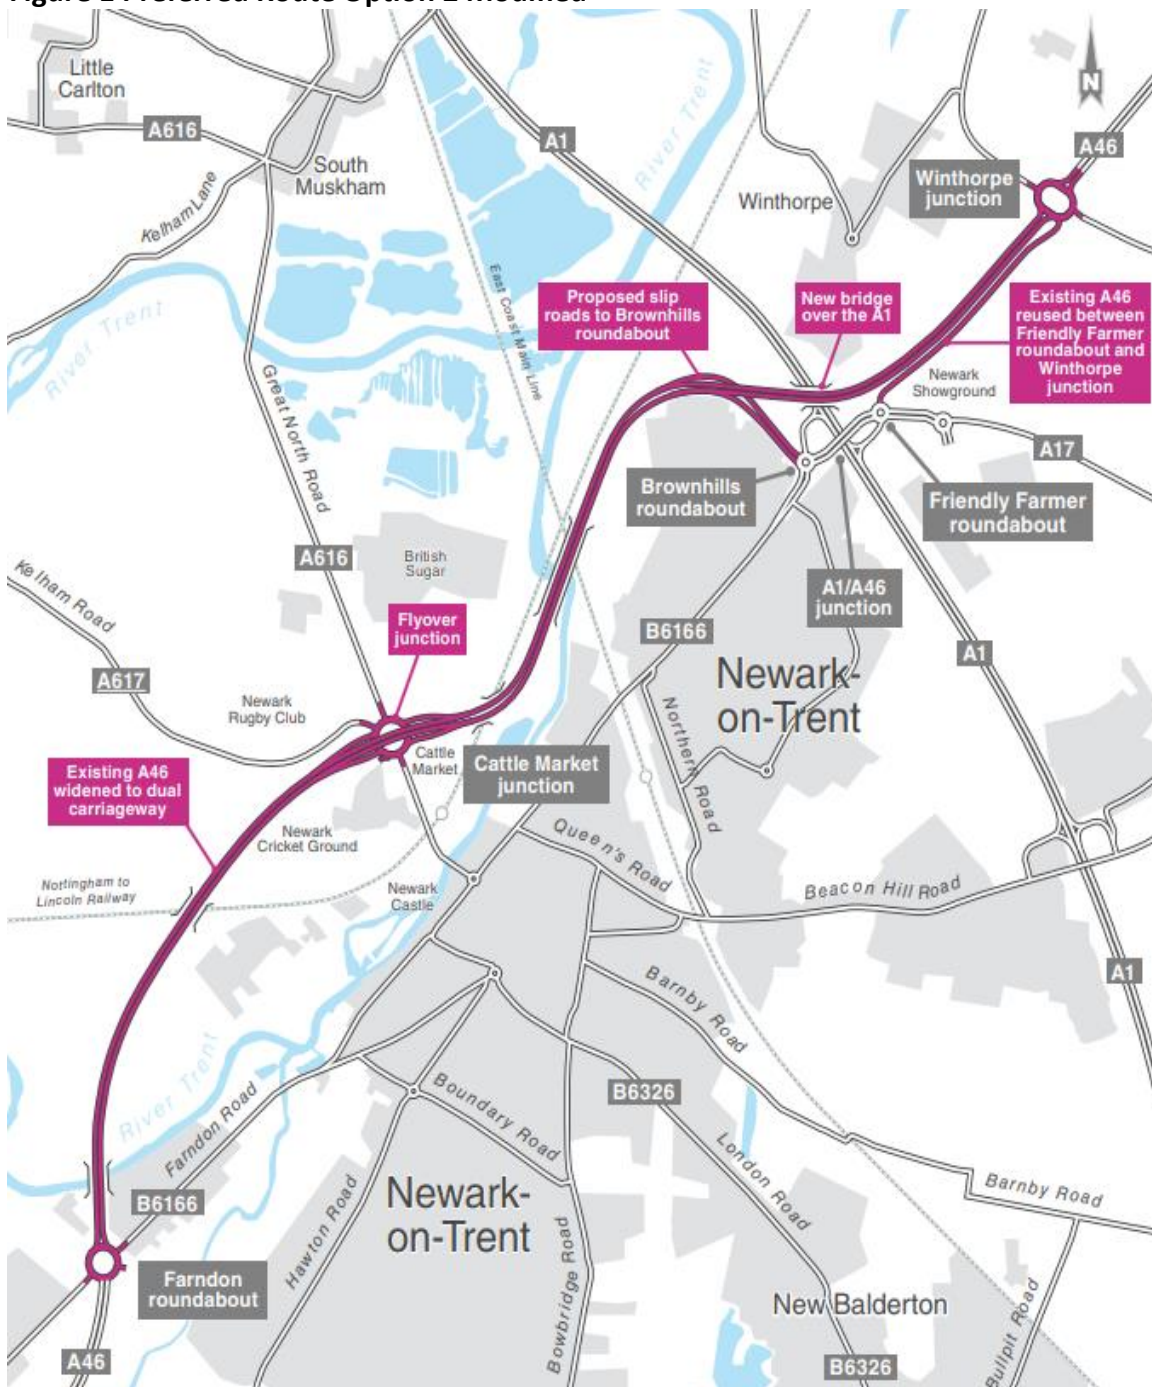 Little
Carlton
A616
South
Muskham
Kelham Lane
River Trent
A1
River Trent
Winthorpe
Winthorpe
junction
A46
N
East Coast Main Line
Proposed slip
roads to Brownhills
roundabout
New bridge
over the A1
Existing A46
reused between
Friendly Farmer
roundabout and
Winthorpe
junction
Newark
Showground
Great North Road
A17
Brownhills
roundabout
Friendly Farmer
roundabout
A616
British
Sugar
Kelham Road
A1/A46
junction
Flyover
junction
B6166
A1
A617
Newark-
on-Trent
Newark
Rugby Club
Northern Road
Cattle
Market
Cattle Market
junction
Existing A46
widened to dual
carriageway
Newark
Cricket Ground
Queen's Road
Nottingham to
Lincoln Railway
Newark
Castle
Beacon Hill Road
A1
Barnby Road
River Trent
Farndon Road
Boundary Road
B6326
London Road
B6166
Newark-
on-Trent
Barnby Road
Hawton Road
Bowbridge Road
Farndon
roundabout
New Balderton
Bullpit Road
A46
B6326